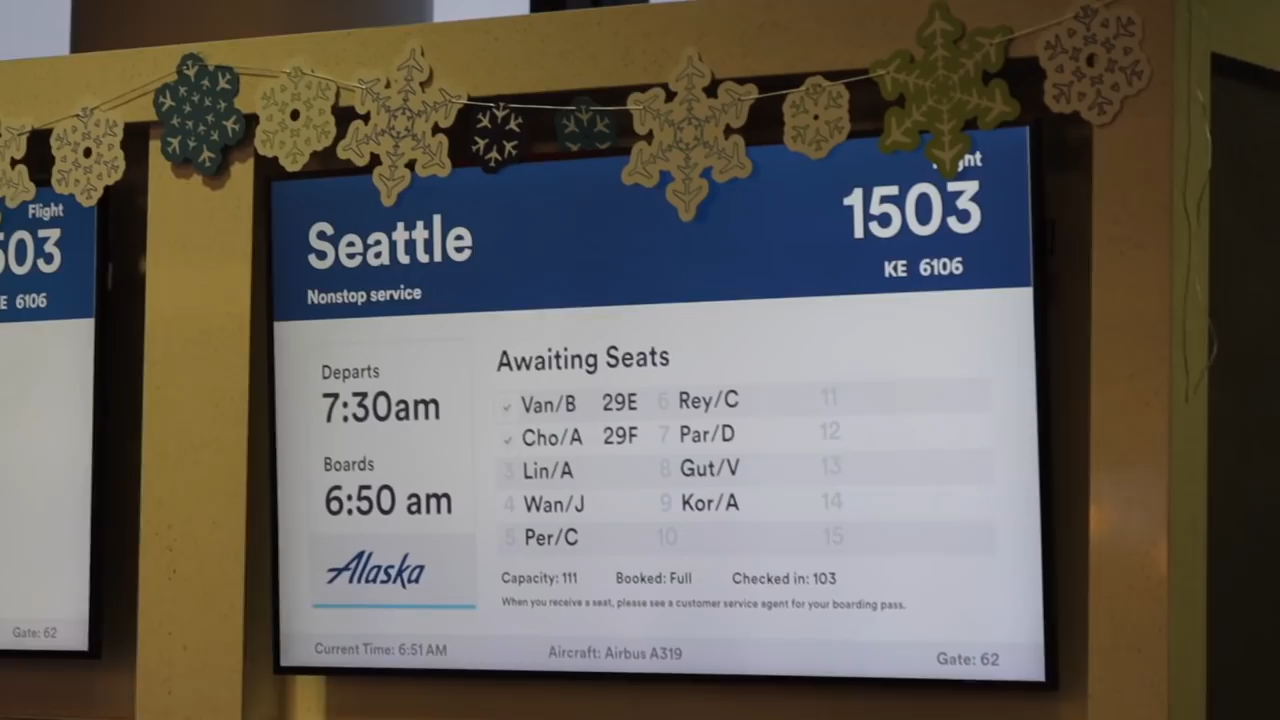 Flight
503
E 6106
Gate: 62
Seattle
Nonstop service
1503
KE 6106
Departs
7:30am
Boards
6:50 am
Alaska
Awaiting Seats
Van/B 29E 6 Rey/C 11
Cho/A 29F 7 Par/D 12
3 Lin/A 8 Gut/V 13
4 Wan/J 9 Kor/A 14
5 Per/C 10 15
Capacity: 111 Booked: Full Checked in: 103
When you receive a seat, please see a customer service agent for your boarding pass.
Current Time: 6:51 AM Aircraft: Airbus A319 Gate: 62